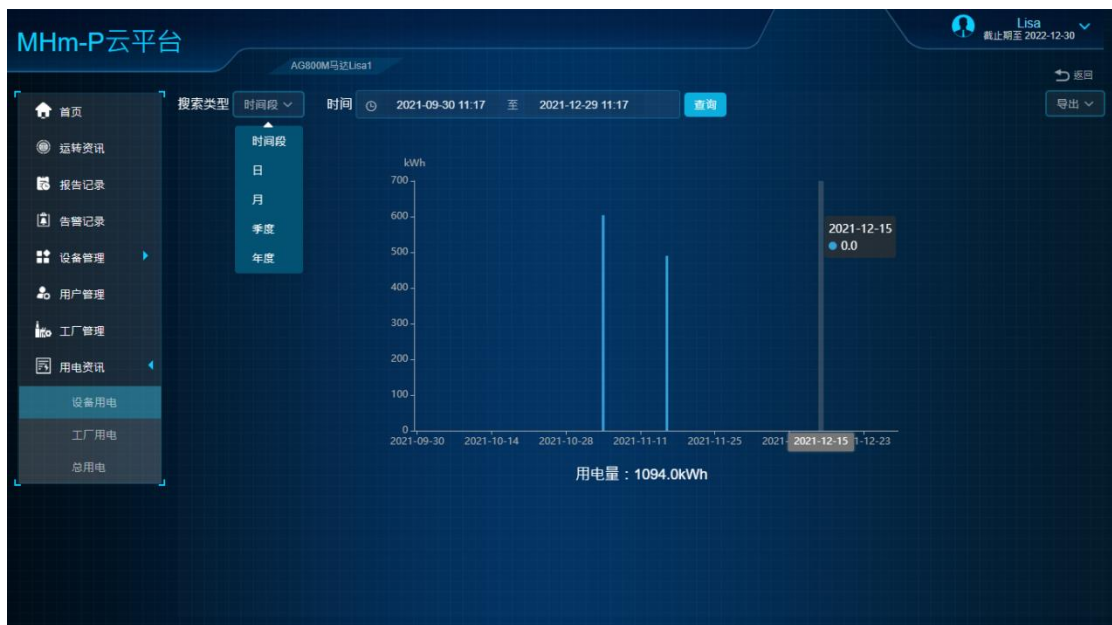 MHm-P云平台
Lisa
截止期至 2022-12-30
AG800M马达Lisa1
返回
首页
运转资讯
报告记录
告警记录
设备管理
用户管理
工厂管理
用电资讯
设备用电
工厂用电
总用电
搜索类型 时间段 时间 2021-09-30 11:17 至 2021-12-29 11:17 查询 导出
时间段
日
月
季度
年度
kWh
700
600
500
400
300
200
100
0
2021-12-15
0.0
2021-09-30 2021-10-14 2021-10-28 2021-11-11 2021-11-25 2021- 2021-12-15 1-12-23
用电量：1094.0kWh